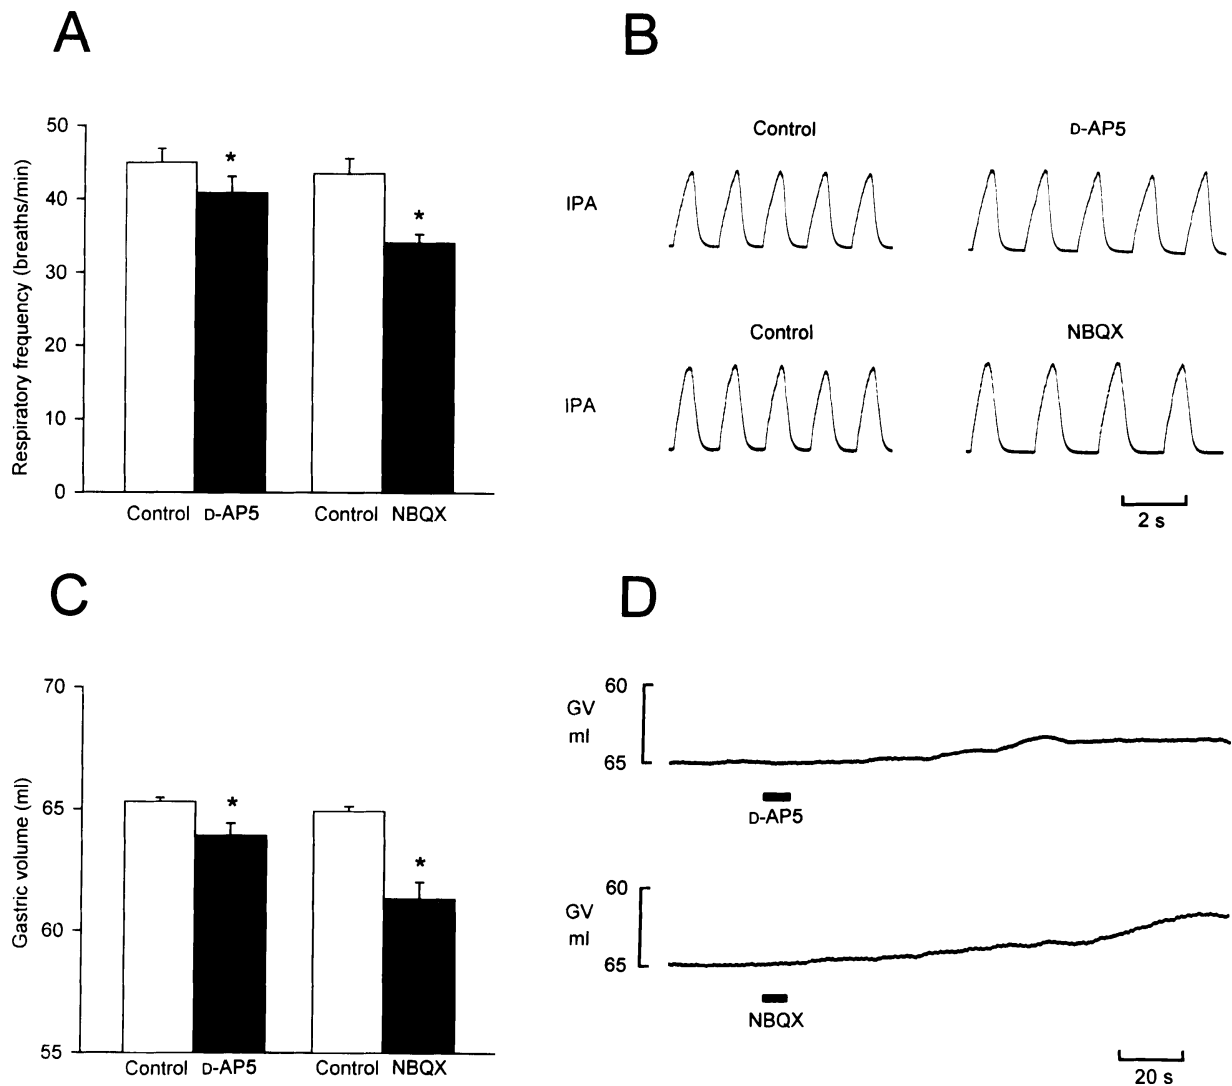 A
Respiratory frequency (breaths/min)
50
40
30
20
10
0
*
*
Control D-AP5 Control NBQX
B
Control D-AP5
IPA
Control NBQX
IPA
2 s
C
Gastric volume (ml)
70
65
60
55
*
*
Control D-AP5 Control NBQX
D
60
GV
ml
65
D-AP5
60
GV
ml
65
NBQX
20 s